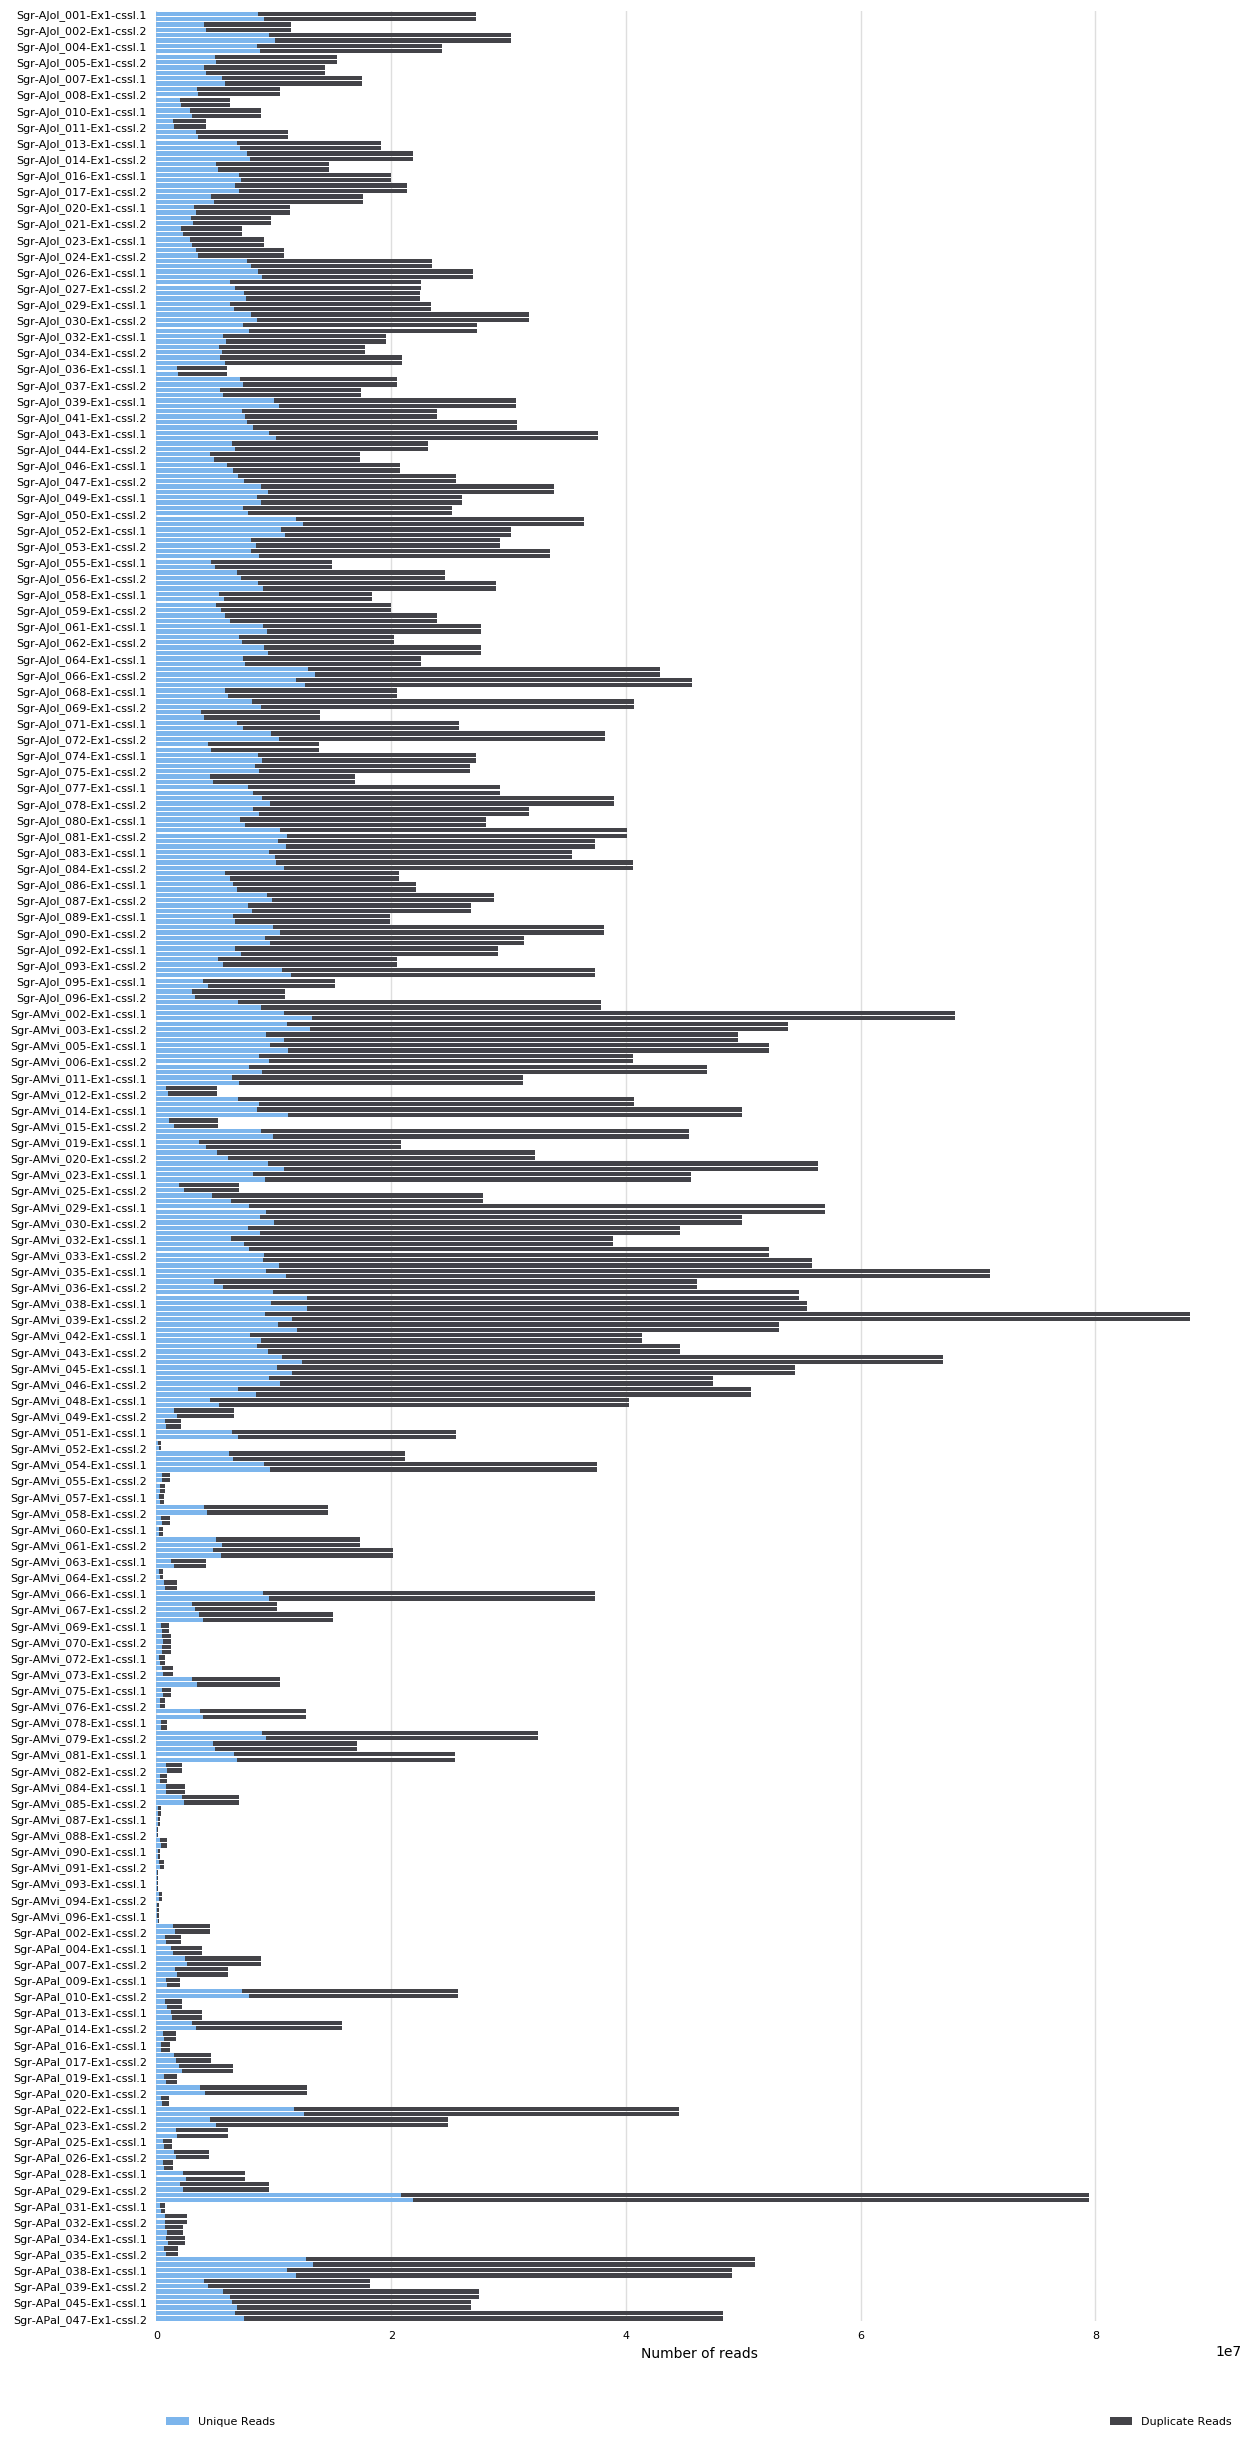 Sgr-AJol_001-Ex1-cssl.1
Sgr-AJol_002-Ex1-cssl.2
Sgr-AJol_004-Ex1-cssl.1
Sgr-AJol_005-Ex1-cssl.2
Sgr-AJol_007-Ex1-cssl.1
Sgr-AJol_008-Ex1-cssl.2
Sgr-AJol_010-Ex1-cssl.1
Sgr-AJol_011-Ex1-cssl.2
Sgr-AJol_013-Ex1-cssl.1
Sgr-AJol_014-Ex1-cssl.2
Sgr-AJol_016-Ex1-cssl.1
Sgr-AJol_017-Ex1-cssl.2
Sgr-AJol_020-Ex1-cssl.1
Sgr-AJol_021-Ex1-cssl.2
Sgr-AJol_023-Ex1-cssl.1
Sgr-AJol_024-Ex1-cssl.2
Sgr-AJol_026-Ex1-cssl.1
Sgr-AJol_027-Ex1-cssl.2
Sgr-AJol_029-Ex1-cssl.1
Sgr-AJol_030-Ex1-cssl.2
Sgr-AJol_032-Ex1-cssl.1
Sgr-AJol_034-Ex1-cssl.2
Sgr-AJol_036-Ex1-cssl.1
Sgr-AJol_037-Ex1-cssl.2
Sgr-AJol_039-Ex1-cssl.1
Sgr-AJol_041-Ex1-cssl.2
Sgr-AJol_043-Ex1-cssl.1
Sgr-AJol_044-Ex1-cssl.2
Sgr-AJol_046-Ex1-cssl.1
Sgr-AJol_047-Ex1-cssl.2
Sgr-AJol_049-Ex1-cssl.1
Sgr-AJol_050-Ex1-cssl.2
Sgr-AJol_052-Ex1-cssl.1
Sgr-AJol_053-Ex1-cssl.2
Sgr-AJol_055-Ex1-cssl.1
Sgr-AJol_056-Ex1-cssl.2
Sgr-AJol_058-Ex1-cssl.1
Sgr-AJol_059-Ex1-cssl.2
Sgr-AJol_061-Ex1-cssl.1
Sgr-AJol_062-Ex1-cssl.2
Sgr-AJol_064-Ex1-cssl.1
Sgr-AJol_066-Ex1-cssl.2
Sgr-AJol_068-Ex1-cssl.1
Sgr-AJol_069-Ex1-cssl.2
Sgr-AJol_071-Ex1-cssl.1
Sgr-AJol_072-Ex1-cssl.2
Sgr-AJol_074-Ex1-cssl.1
Sgr-AJol_075-Ex1-cssl.2
Sgr-AJol_077-Ex1-cssl.1
Sgr-AJol_078-Ex1-cssl.2
Sgr-AJol_080-Ex1-cssl.1
Sgr-AJol_081-Ex1-cssl.2
Sgr-AJol_083-Ex1-cssl.1
Sgr-AJol_084-Ex1-cssl.2
Sgr-AJol_086-Ex1-cssl.1
Sgr-AJol_087-Ex1-cssl.2
Sgr-AJol_089-Ex1-cssl.1
Sgr-AJol_090-Ex1-cssl.2
Sgr-AJol_092-Ex1-cssl.1
Sgr-AJol_093-Ex1-cssl.2
Sgr-AJol_095-Ex1-cssl.1
Sgr-AJol_096-Ex1-cssl.2
Sgr-AMvi_002-Ex1-cssl.1
Sgr-AMvi_003-Ex1-cssl.2
Sgr-AMvi_005-Ex1-cssl.1
Sgr-AMvi_006-Ex1-cssl.2
Sgr-AMvi_011-Ex1-cssl.1
Sgr-AMvi_012-Ex1-cssl.2
Sgr-AMvi_014-Ex1-cssl.1
Sgr-AMvi_015-Ex1-cssl.2
Sgr-AMvi_019-Ex1-cssl.1
Sgr-AMvi_020-Ex1-cssl.2
Sgr-AMvi_023-Ex1-cssl.1
Sgr-AMvi_025-Ex1-cssl.2
Sgr-AMvi_029-Ex1-cssl.1
Sgr-AMvi_030-Ex1-cssl.2
Sgr-AMvi_032-Ex1-cssl.1
Sgr-AMvi_033-Ex1-cssl.2
Sgr-AMvi_035-Ex1-cssl.1
Sgr-AMvi_036-Ex1-cssl.2
Sgr-AMvi_038-Ex1-cssl.1
Sgr-AMvi_039-Ex1-cssl.2
Sgr-AMvi_042-Ex1-cssl.1
Sgr-AMvi_043-Ex1-cssl.2
Sgr-AMvi_045-Ex1-cssl.1
Sgr-AMvi_046-Ex1-cssl.2
Sgr-AMvi_048-Ex1-cssl.1
Sgr-AMvi_049-Ex1-cssl.2
Sgr-AMvi_051-Ex1-cssl.1
Sgr-AMvi_052-Ex1-cssl.2
Sgr-AMvi_054-Ex1-cssl.1
Sgr-AMvi_055-Ex1-cssl.2
Sgr-AMvi_057-Ex1-cssl.1
Sgr-AMvi_058-Ex1-cssl.2
Sgr-AMvi_060-Ex1-cssl.1
Sgr-AMvi_061-Ex1-cssl.2
Sgr-AMvi_063-Ex1-cssl.1
Sgr-AMvi_064-Ex1-cssl.2
Sgr-AMvi_066-Ex1-cssl.1
Sgr-AMvi_067-Ex1-cssl.2
Sgr-AMvi_069-Ex1-cssl.1
Sgr-AMvi_070-Ex1-cssl.2
Sgr-AMvi_072-Ex1-cssl.1
Sgr-AMvi_073-Ex1-cssl.2
Sgr-AMvi_075-Ex1-cssl.1
Sgr-AMvi_076-Ex1-cssl.2
Sgr-AMvi_078-Ex1-cssl.1
Sgr-AMvi_079-Ex1-cssl.2
Sgr-AMvi_081-Ex1-cssl.1
Sgr-AMvi_082-Ex1-cssl.2
Sgr-AMvi_084-Ex1-cssl.1
Sgr-AMvi_085-Ex1-cssl.2
Sgr-AMvi_087-Ex1-cssl.1
Sgr-AMvi_088-Ex1-cssl.2
Sgr-AMvi_090-Ex1-cssl.1
Sgr-AMvi_091-Ex1-cssl.2
Sgr-AMvi_093-Ex1-cssl.1
Sgr-AMvi_094-Ex1-cssl.2
Sgr-AMvi_096-Ex1-cssl.1
Sgr-APal_002-Ex1-cssl.2
Sgr-APal_004-Ex1-cssl.1
Sgr-APal_007-Ex1-cssl.2
Sgr-APal_009-Ex1-cssl.1
Sgr-APal_010-Ex1-cssl.2
Sgr-APal_013-Ex1-cssl.1
Sgr-APal_014-Ex1-cssl.2
Sgr-APal_016-Ex1-cssl.1
Sgr-APal_017-Ex1-cssl.2
Sgr-APal_019-Ex1-cssl.1
Sgr-APal_020-Ex1-cssl.2
Sgr-APal_022-Ex1-cssl.1
Sgr-APal_023-Ex1-cssl.2
Sgr-APal_025-Ex1-cssl.1
Sgr-APal_026-Ex1-cssl.2
Sgr-APal_028-Ex1-cssl.1
Sgr-APal_029-Ex1-cssl.2
Sgr-APal_031-Ex1-cssl.1
Sgr-APal_032-Ex1-cssl.2
Sgr-APal_034-Ex1-cssl.1
Sgr-APal_035-Ex1-cssl.2
Sgr-APal_038-Ex1-cssl.1
Sgr-APal_039-Ex1-cssl.2
Sgr-APal_045-Ex1-cssl.1
Sgr-APal_047-Ex1-cssl.2
0 2 4 6 8
Number of reads
1e7
Unique Reads
Duplicate Reads